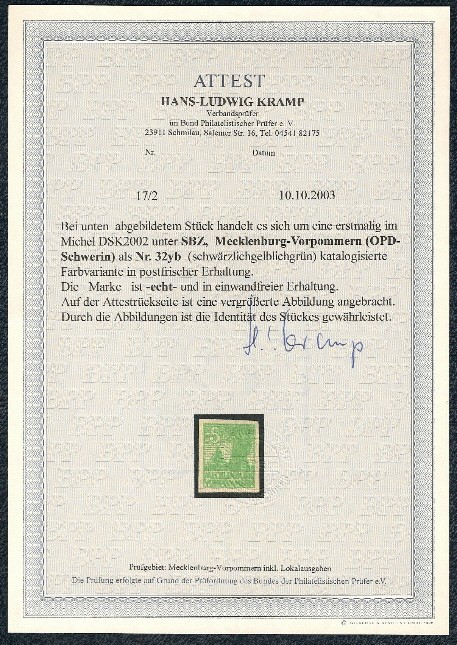 ATTEST
HANS-LUDWIG KRAMP
Verbandsprüfer
im Bund Philatelistischer Prüfer e. V.
23911 Schmilau, Salemer Str. 16, Tel. 04541 82175
Nr. Datum
17/2 10.10.2003
Bei unten abgebildetem Stück handelt es sich um eine erstmalig im
Michel DSK2002 unter SBZ, Mecklenburg-Vorpommern (OPD-
Schwerin) als Nr. 32yb (schwärzlichgelblichgrün) katalogisierte
Farbvariante in postfrischer Erhaltung.
Die Marke ist -echt- und in einwandfreier Erhaltung.
Auf der Attestrückseite ist eine vergrößerte Abbildung angebracht.
Durch die Abbildungen ist die Identität des Stückes gewährleistet.
H. L. Kramp
5
Prüfgebiet: Mecklenburg-Vorpommern inkl. Lokalausgaben
Die Prüfung erfolgte auf Grund der Prüfordnung des Bundes der Philatelistischen Prüfer e.V.